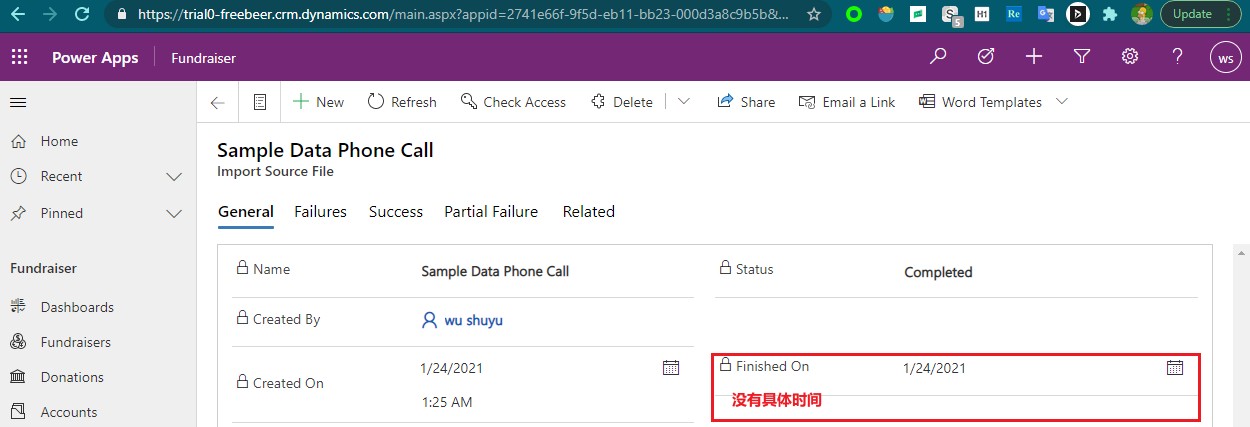 https://trial0-freebeer.crm.dynamics.com/main.aspx?appid=2741e66f-9f5d-eb11-bb23-000d3a8c9b5b&... 5 H1 Re Update
Power Apps Fundraiser ? WS
New Refresh Check Access Delete Share Email a Link Word Templates
Home
Recent
Pinned
Fundraiser
Dashboards
Fundraisers
Donations
Accounts
Sample Data Phone Call
Import Source File
General Failures Success Partial Failure Related
Name Sample Data Phone Call Status Completed
Created By wu shuyu
Created On 1/24/2021 Finished On 1/24/2021
1:25 AM 没有具体时间